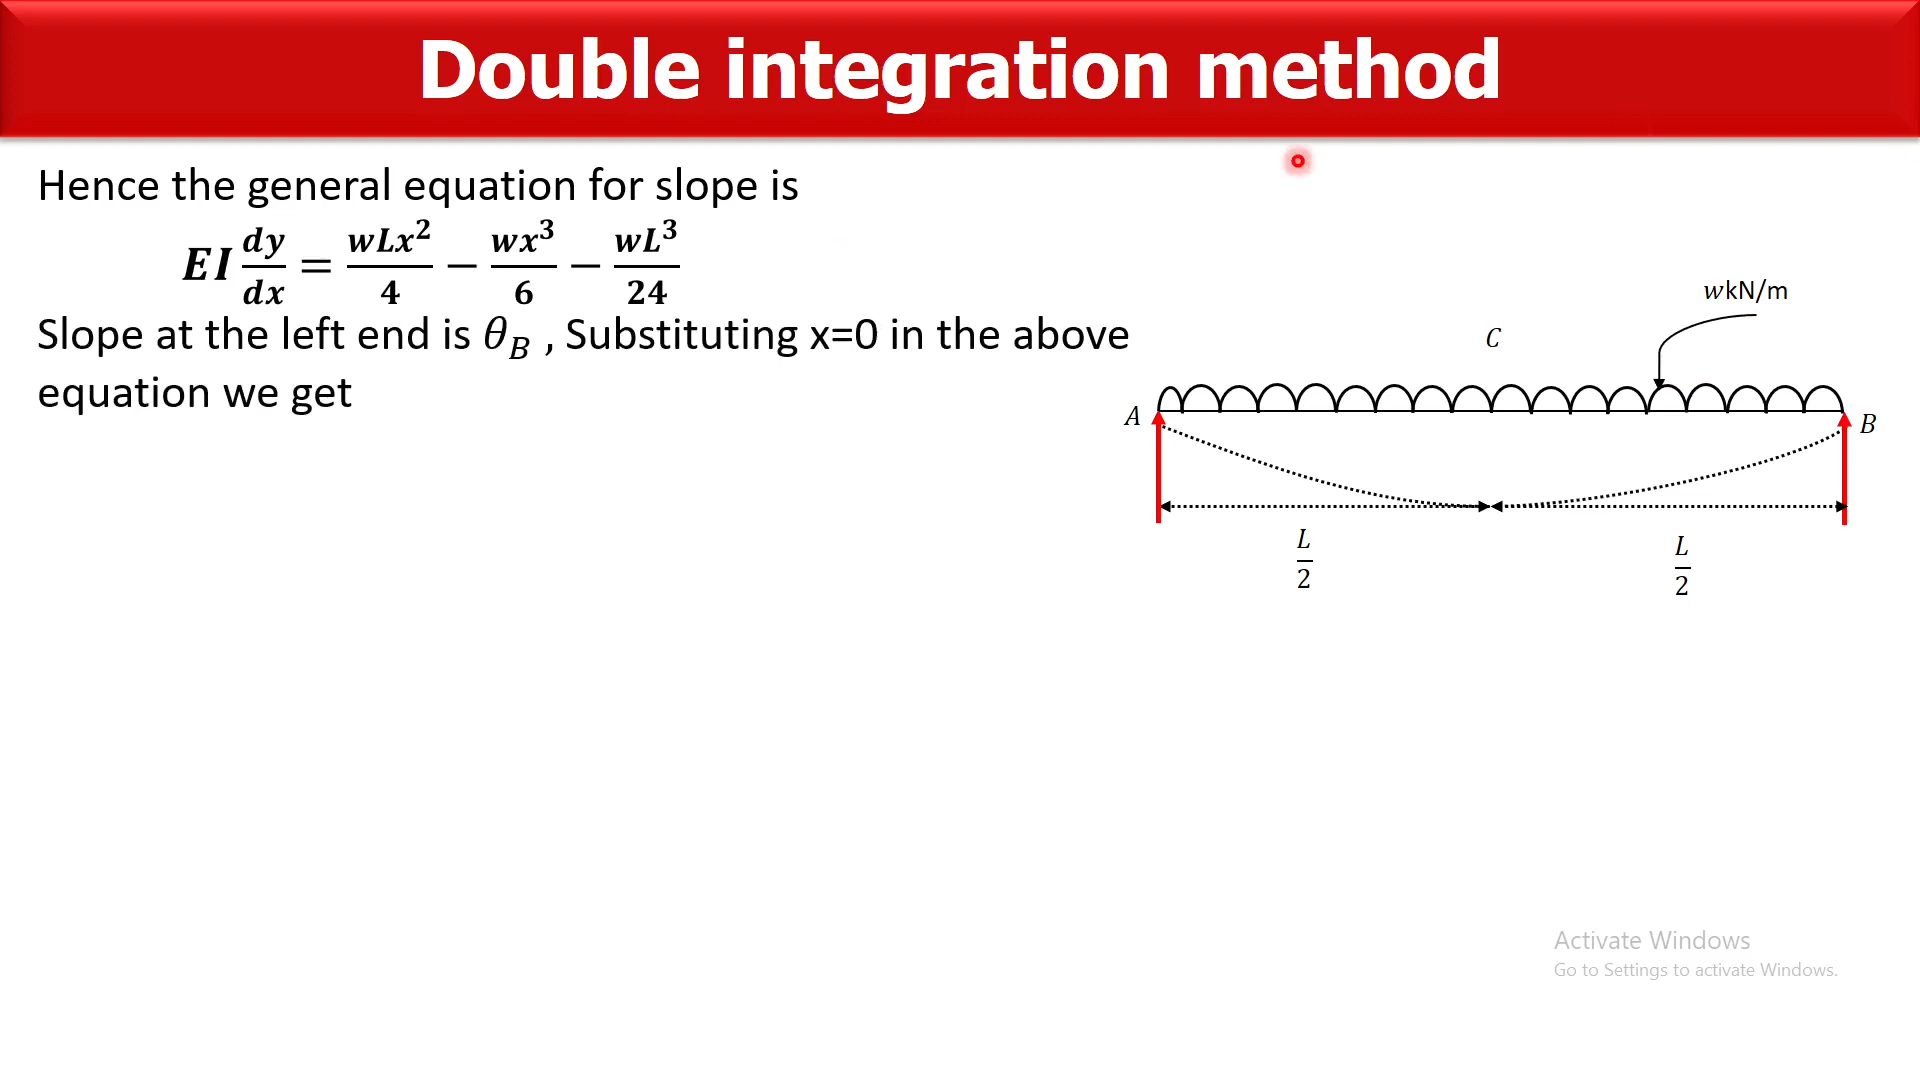 Double integration method
Hence the general equation for slope is
EI dy/dx = wLx²/4 − wx³/6 − wL³/24
Slope at the left end is θ_B , Substituting x=0 in the above
equation we get
wkN/m
C
A
B
L/2
L/2
Activate Windows
Go to Settings to activate Windows.